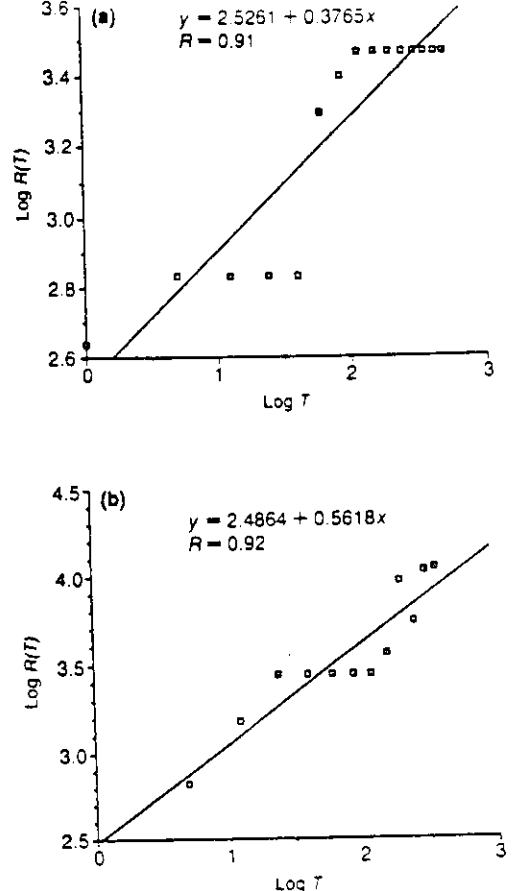 (a)
y = 2.5261 + 0.3765x
R = 0.91
3.6
3.4
3.2
3.0
2.8
2.6
Log R(T)
0 1 2 3
Log T
(b)
y = 2.4864 + 0.5618x
R = 0.92
4.5
4.0
3.5
3.0
2.5
Log R(T)
0 1 2 3
Log T